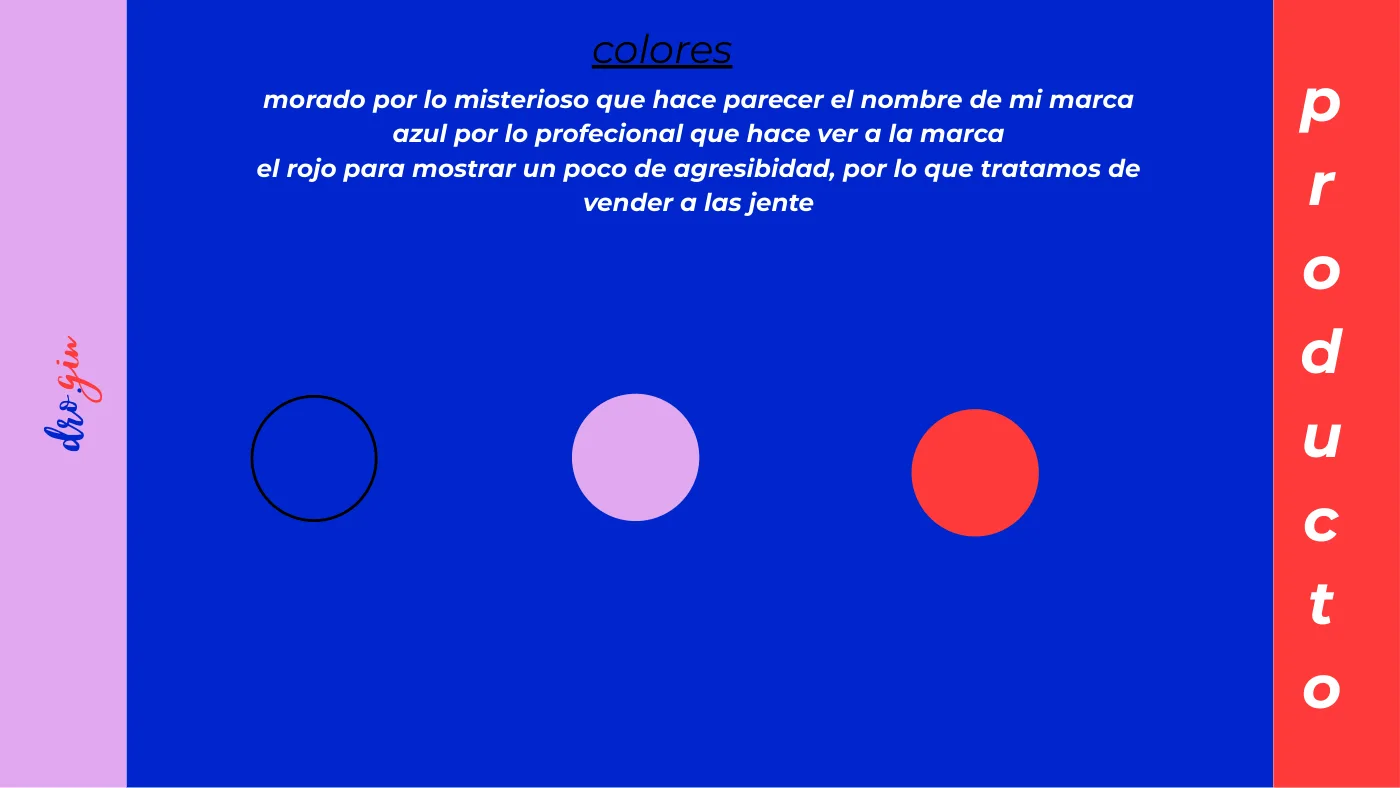 colores
morado por lo misterioso que hace parecer el nombre de mi marca
azul por lo profecional que hace ver a la marca
el rojo para mostrar un poco de agresibidad, por lo que tratamos de
vender a las jente
dro.gin
producto